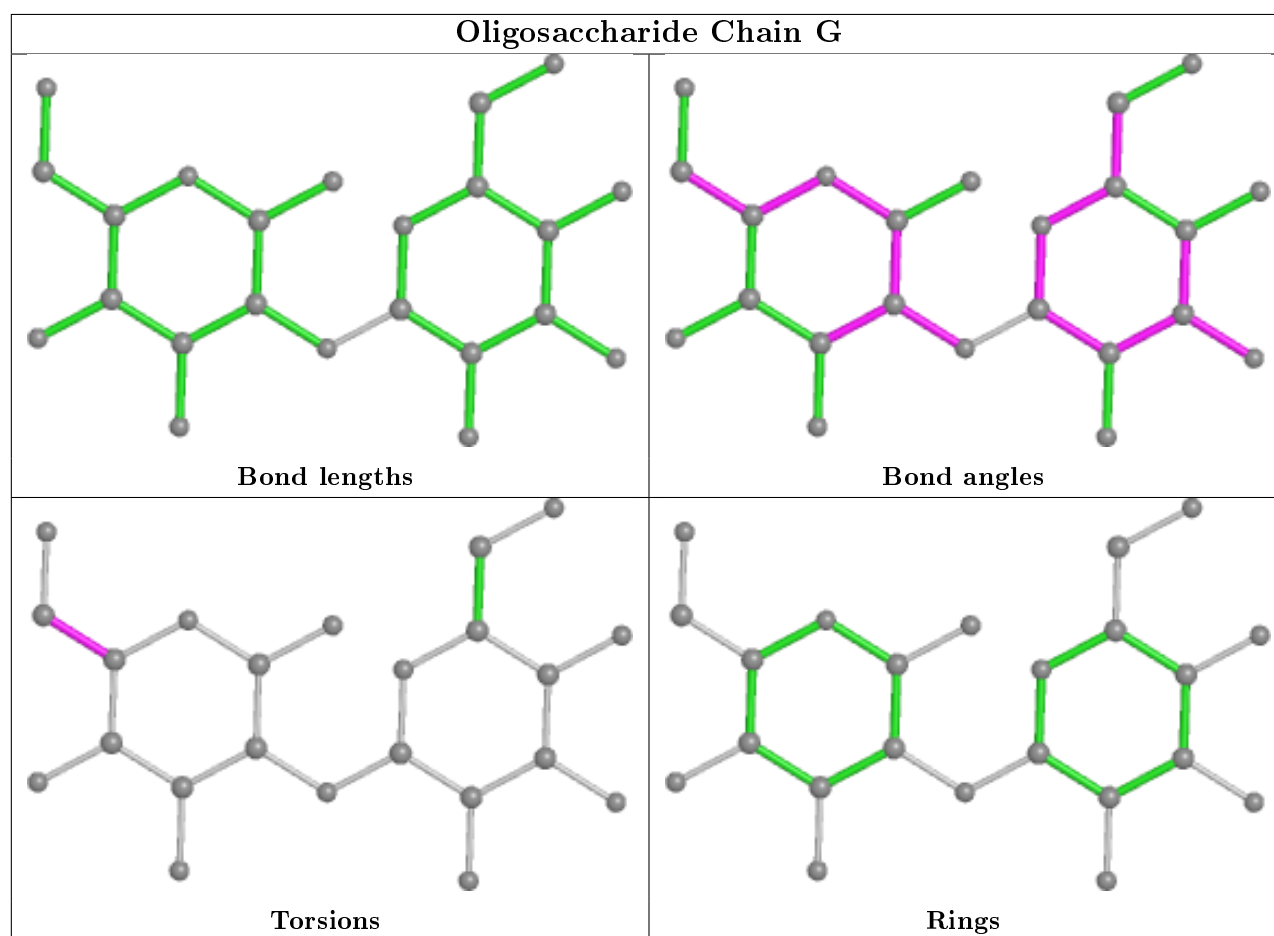 Oligosaccharide Chain G
Bond lengths
Bond angles
Torsions
Rings